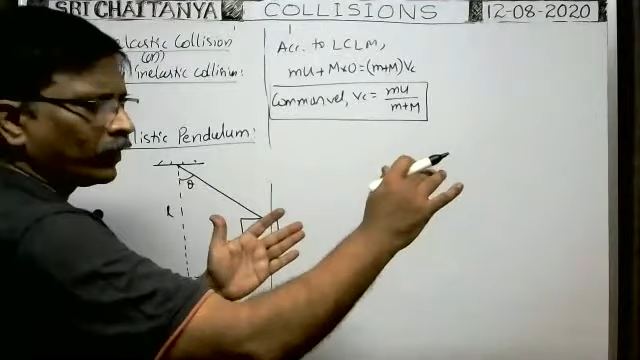 SRI CHAITANYA
COLLISIONS
12-08-2020
Collision
(or)
Inelastic Collision:
Pendulum:
θ
l
Acc. to LCLM,
mu + M×0 = (m+M)Vc
Common vel, Vc = mu / m+M